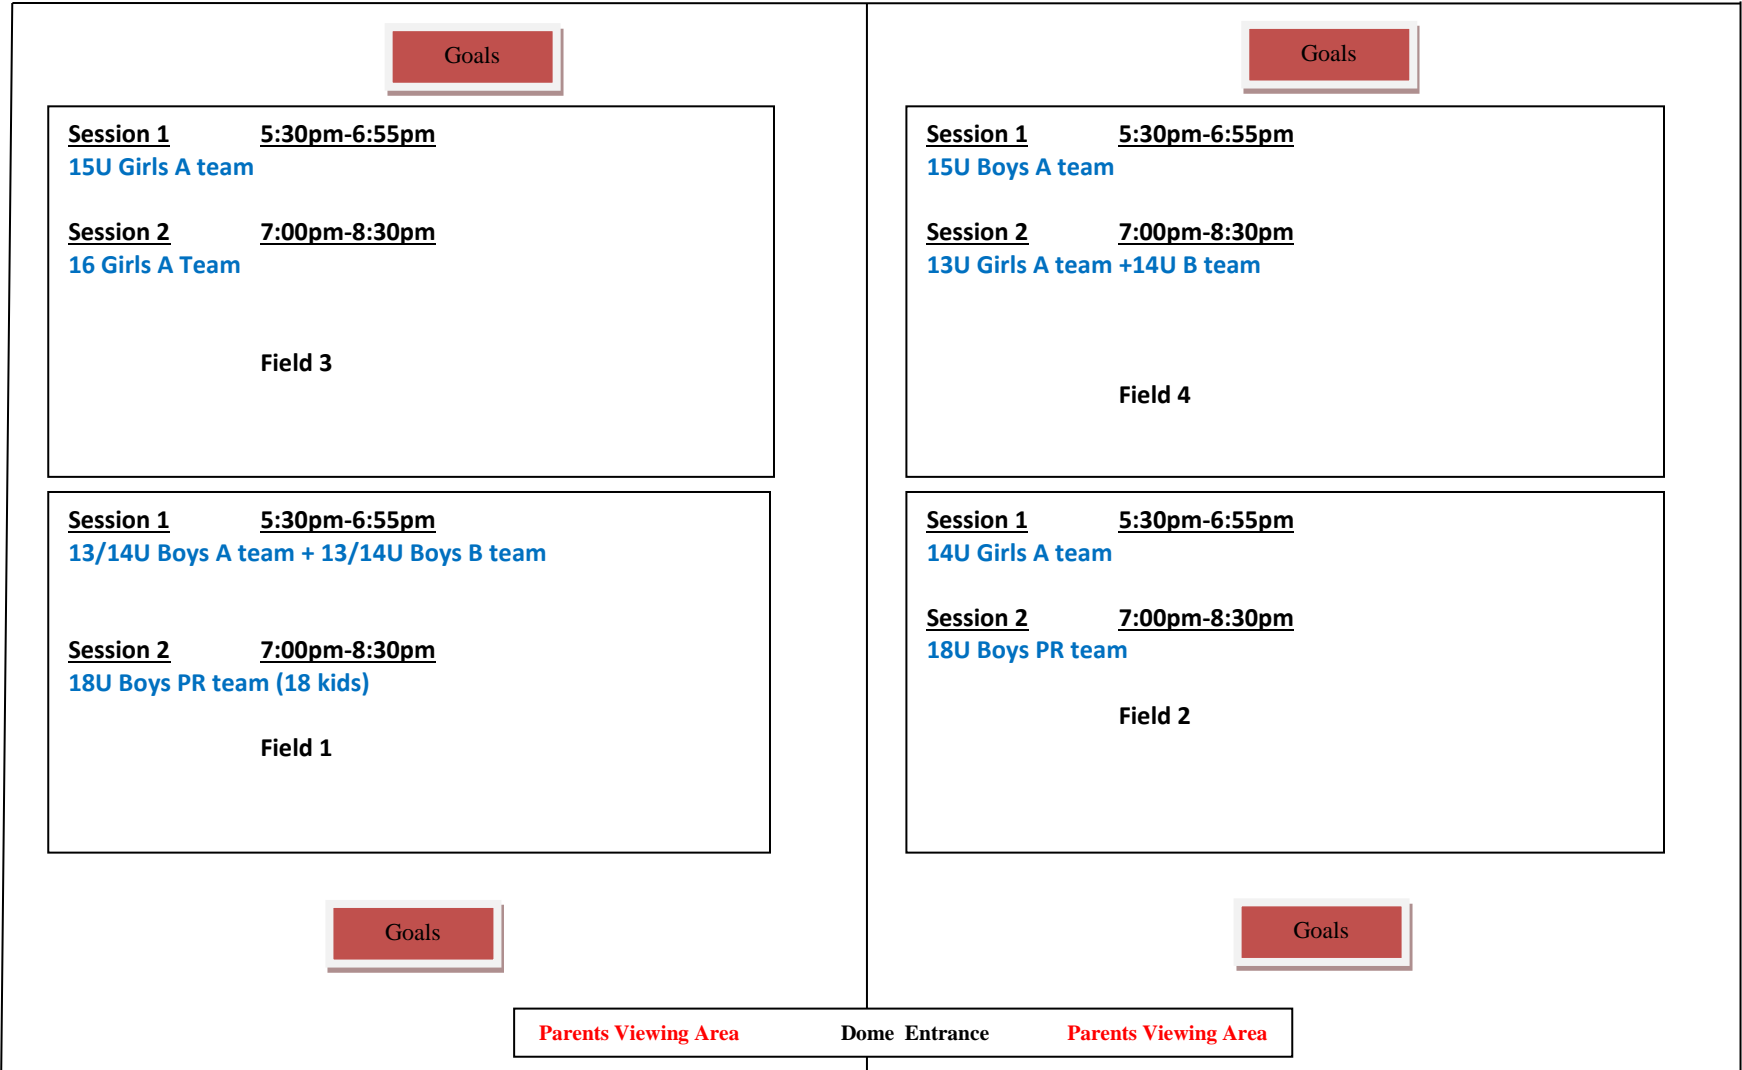 Goals
Goals
Session 1 5:30pm-6:55pm
15U Girls A team
Session 2 7:00pm-8:30pm
16 Girls A Team
Field 3
Session 1 5:30pm-6:55pm
15U Boys A team
Session 2 7:00pm-8:30pm
13U Girls A team +14U B team
Field 4
Session 1 5:30pm-6:55pm
13/14U Boys A team + 13/14U Boys B team
Session 2 7:00pm-8:30pm
18U Boys PR team (18 kids)
Field 1
Session 1 5:30pm-6:55pm
14U Girls A team
Session 2 7:00pm-8:30pm
18U Boys PR team
Field 2
Goals
Goals
Parents Viewing Area Dome Entrance Parents Viewing Area